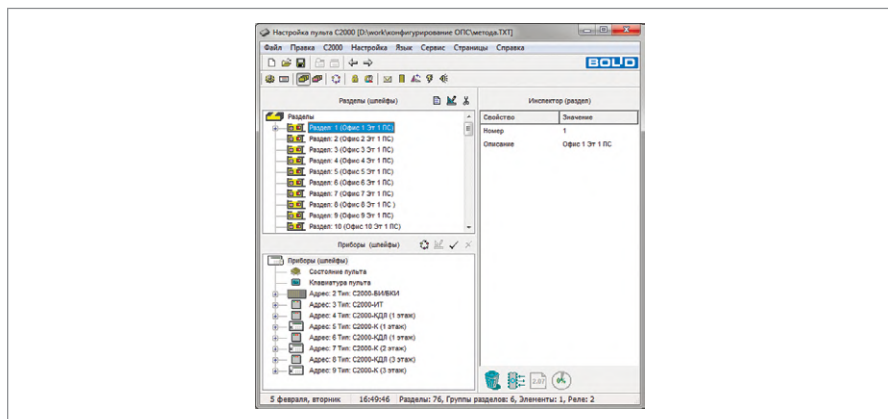 Настройка пульта С2000 [D:\work\конфигурирование ОПС\метода.TXT]
Файл Правка С2000 Настройка Язык Сервис Страницы Справка
BOLID
Разделы (шлейфы)
Разделы
Раздел: 1 (Офис 1 Эт 1 ПС)
Раздел: 2 (Офис 2 Эт 1 ПС)
Раздел: 3 (Офис 3 Эт 1 ПС)
Раздел: 4 (Офис 4 Эт 1 ПС)
Раздел: 5 (Офис 5 Эт 1 ПС)
Раздел: 6 (Офис 6 Эт 1 ПС)
Раздел: 7 (Офис 7 Эт 1 ПС)
Раздел: 8 (Офис 8 Эт 1 ПС )
Раздел: 9 (Офис 9 Эт 1 ПС)
Раздел: 10 (Офис 10 Эт 1 ПС)
Приборы (шлейфы)
Приборы (шлейфы)
Состояние пульта
Клавиатура пульта
Адрес: 2 Тип: С2000-БИ/БКИ
Адрес: 3 Тип: С2000-ИТ
Адрес: 4 Тип: С2000-КДЛ (1 этаж)
Адрес: 5 Тип: С2000-К (1 этаж)
Адрес: 6 Тип: С2000-КДЛ (1 этаж)
Адрес: 7 Тип: С2000-К (2 этаж)
Адрес: 8 Тип: С2000-КДЛ (3 этаж)
Адрес: 9 Тип: С2000-К (3 этаж)
Инспектор (раздел)
Свойство Значение
Номер 1
Описание Офис 1 Эт 1 ПС
2.07
5 февраля, вторник 16:49:46 Разделы: 76, Группы разделов: 6, Элементы: 1, Реле: 2